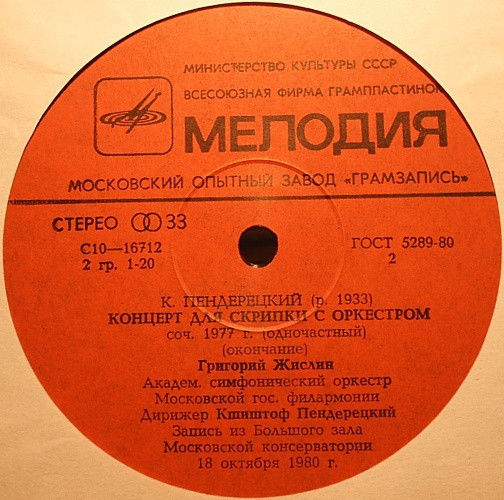 МИНИСТЕРСТВО КУЛЬТУРЫ СССР
ВСЕСОЮЗНАЯ ФИРМА ГРАМПЛАСТИНОК
МЕЛОДИЯ
МОСКОВСКИЙ ОПЫТНЫЙ ЗАВОД «ГРАМЗАПИСЬ»
СТЕРЕО 33
С10—16712
ГОСТ 5289-80
2 гр. 1-20
2
К. ПЕНДЕРЕЦКИЙ (р. 1933)
КОНЦЕРТ ДЛЯ СКРИПКИ С ОРКЕСТРОМ
соч. 1977 г. (одночастный)
(окончание)
Григорий Жислин
Академ. симфонический оркестр
Московской гос. филармонии
Дирижер Кшиштоф Пендерецкий
Запись из Большого зала
Московской консерватории
18 октября 1980 г.